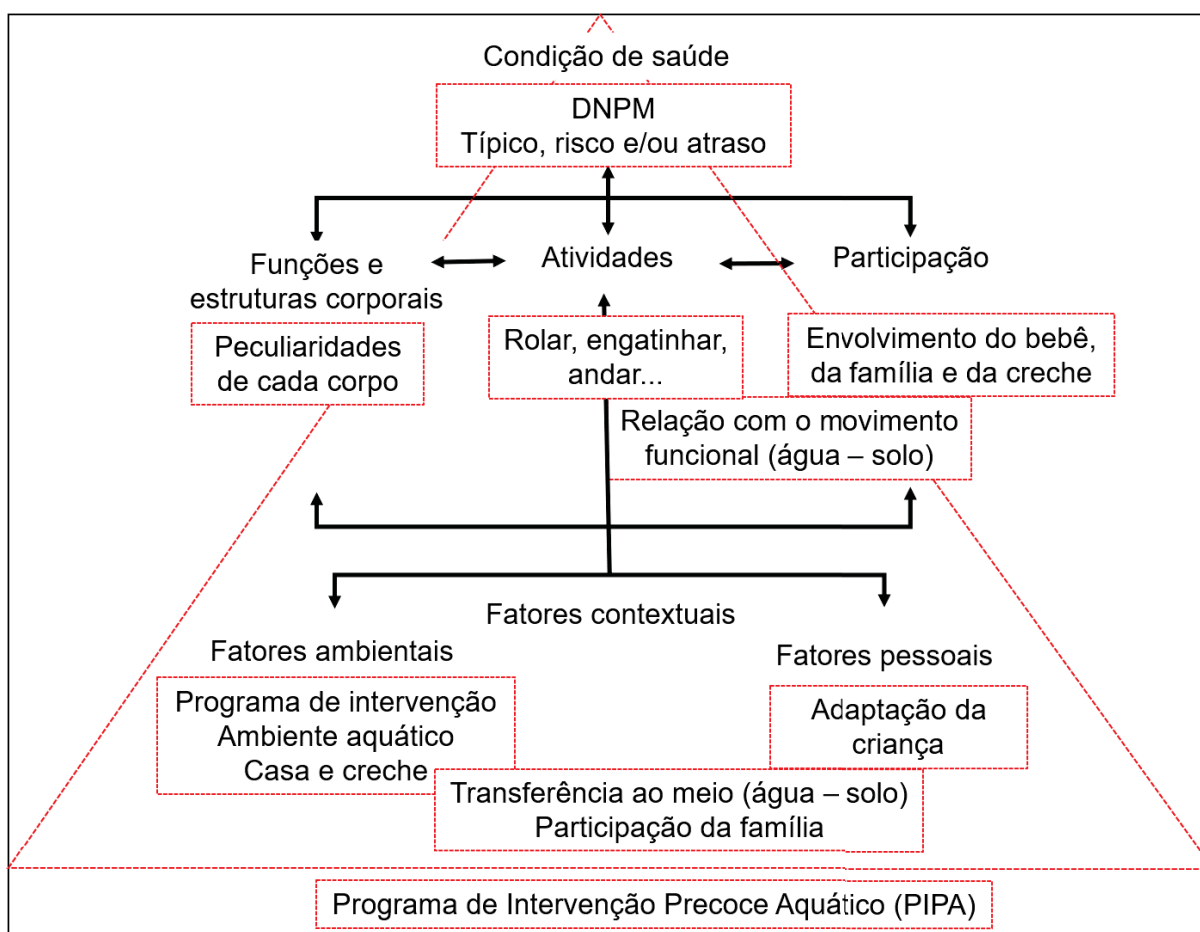 Condição de saúde
DNPM
Típico, risco e/ou atraso
Funções e
estruturas corporais
Atividades
Participação
Peculiaridades
de cada corpo
Rolar, engatinhar,
andar...
Envolvimento do bebê,
da família e da creche
Relação com o movimento
funcional (água – solo)
Fatores contextuais
Fatores ambientais
Fatores pessoais
Programa de intervenção
Ambiente aquático
Casa e creche
Adaptação da
criança
Transferência ao meio (água – solo)
Participação da família
Programa de Intervenção Precoce Aquático (PIPA)